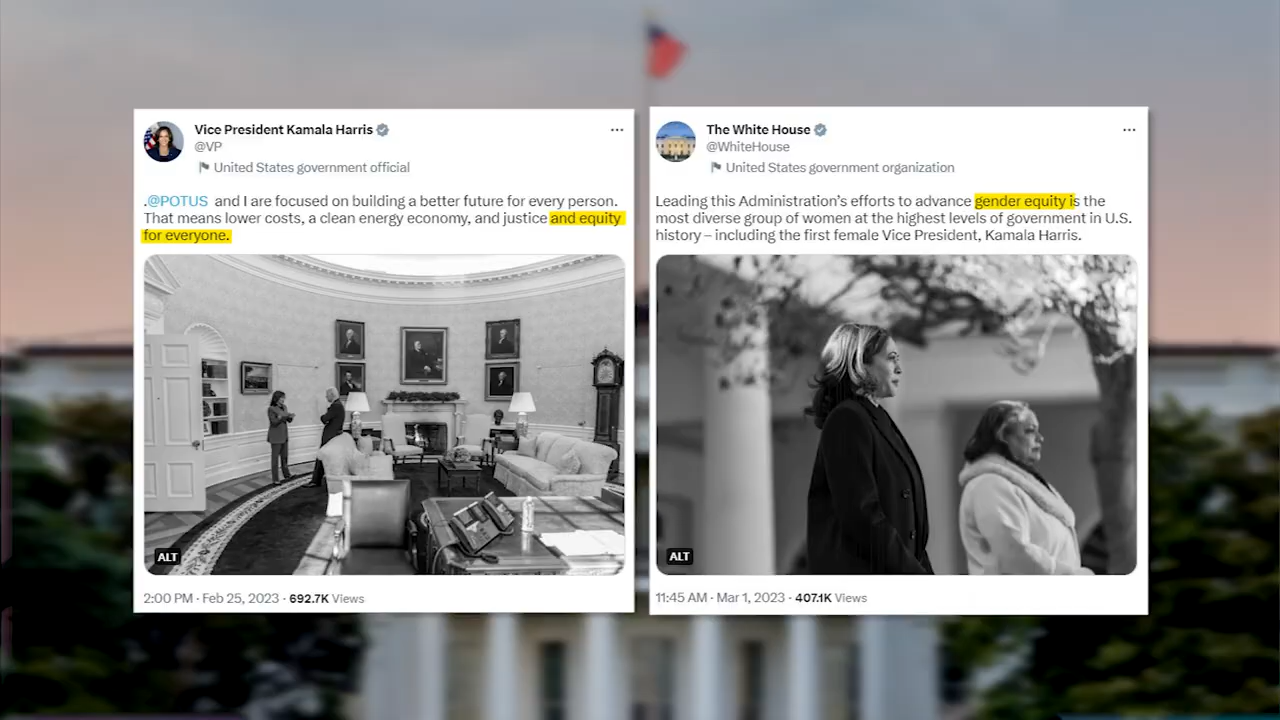 Vice President Kamala Harris
@VP
United States government official
.@POTUS and I are focused on building a better future for every person.
That means lower costs, a clean energy economy, and justice and equity
for everyone.
ALT
2:00 PM · Feb 25, 2023 · 692.7K Views
The White House
@WhiteHouse
United States government organization
Leading this Administration's efforts to advance gender equity is the
most diverse group of women at the highest levels of government in U.S.
history – including the first female Vice President, Kamala Harris.
ALT
11:45 AM · Mar 1, 2023 · 407.1K Views